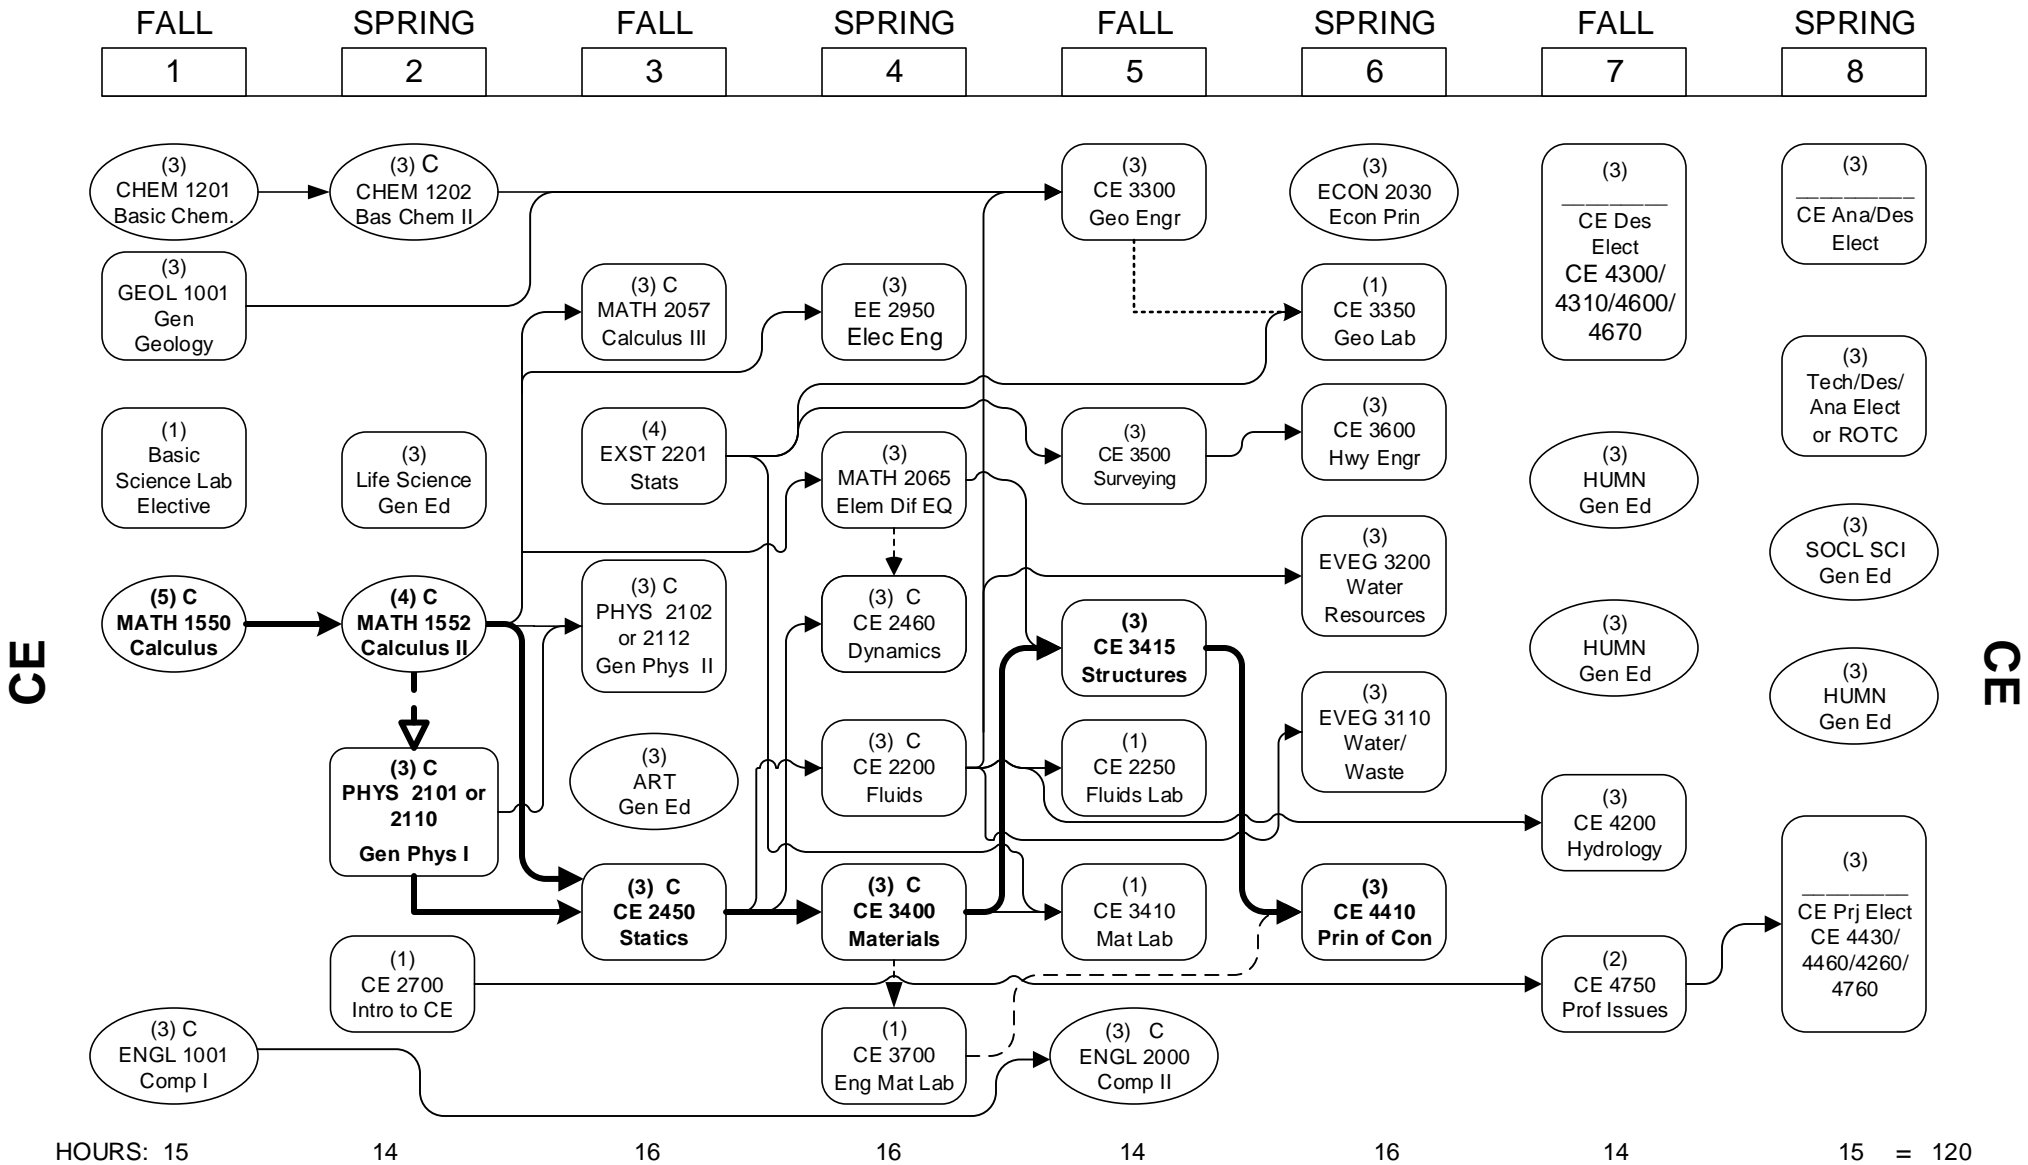 FALL
SPRING
FALL
SPRING
FALL
SPRING
FALL
SPRING
1
2
3
4
5
6
7
8
(3)
CHEM 1201
Basic Chem.
(3)
GEOL 1001
Gen
Geology
(1)
Basic
Science Lab
Elective
(5) C
MATH 1550
Calculus
(3) C
ENGL 1001
Comp I
(3) C
CHEM 1202
Bas Chem II
(3)
Life Science
Gen Ed
(4) C
MATH 1552
Calculus II
(3) C
PHYS 2101 or
2110
Gen Phys I
(1)
CE 2700
Intro to CE
(3) C
MATH 2057
Calculus III
(4)
EXST 2201
Stats
(3) C
PHYS 2102
or 2112
Gen Phys II
(3)
ART
Gen Ed
(3) C
CE 2450
Statics
(3)
EE 2950
Elec Eng
(3)
MATH 2065
Elem Dif EQ
(3) C
CE 2460
Dynamics
(3) C
CE 2200
Fluids
(3) C
CE 3400
Materials
(1)
CE 3700
Eng Mat Lab
(3)
CE 3300
Geo Engr
(3)
CE 3500
Surveying
(3)
CE 3415
Structures
(1)
CE 2250
Fluids Lab
(1)
CE 3410
Mat Lab
(3) C
ENGL 2000
Comp II
(3)
ECON 2030
Econ Prin
(1)
CE 3350
Geo Lab
(3)
CE 3600
Hwy Engr
(3)
EVEG 3200
Water
Resources
(3)
EVEG 3110
Water/
Waste
(3)
CE 4410
Prin of Con
(3)
_________
CE Des
Elect
CE 4300/
4310/4600/
4670
(3)
HUMN
Gen Ed
(3)
HUMN
Gen Ed
(3)
CE 4200
Hydrology
(2)
CE 4750
Prof Issues
(3)
__________
CE Ana/Des
Elect
(3)
Tech/Des/
Ana Elect
or ROTC
(3)
SOCL SCI
Gen Ed
(3)
HUMN
Gen Ed
(3)
_________
CE Prj Elect
CE 4430/
4460/4260/
4760
CE
CE
HOURS: 15 14 16 16 14 16 14 15 = 120